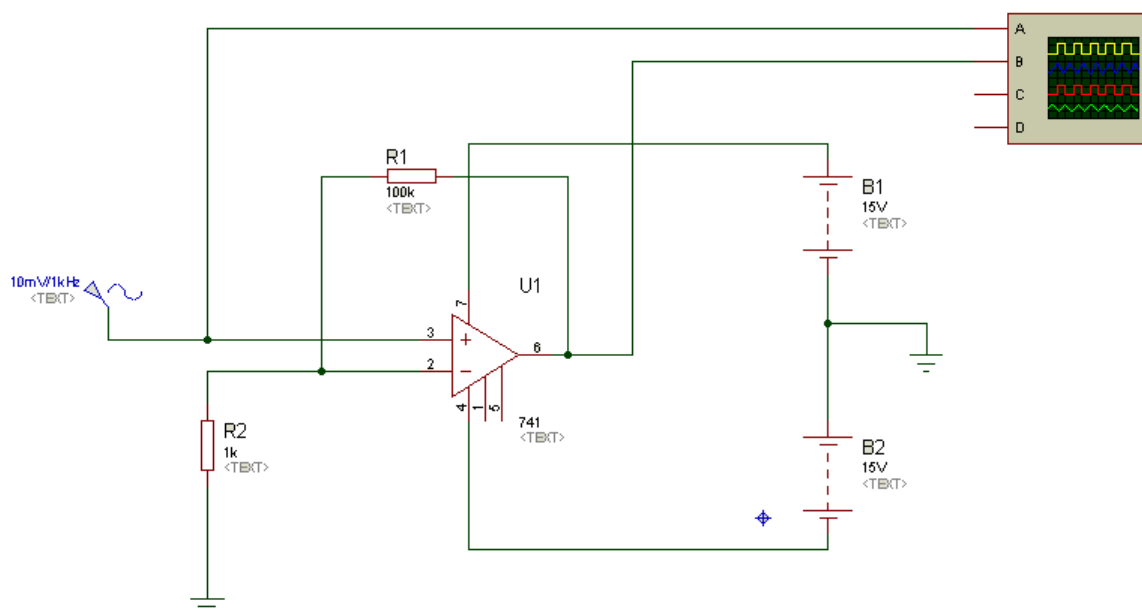 A
B
C
D
R1
100k
<TEXT>
B1
15V
<TEXT>
10mV/1kHz
<TEXT>
U1
7
3
+
6
2
−
4
1
5
741
<TEXT>
R2
1k
<TEXT>
B2
15V
<TEXT>